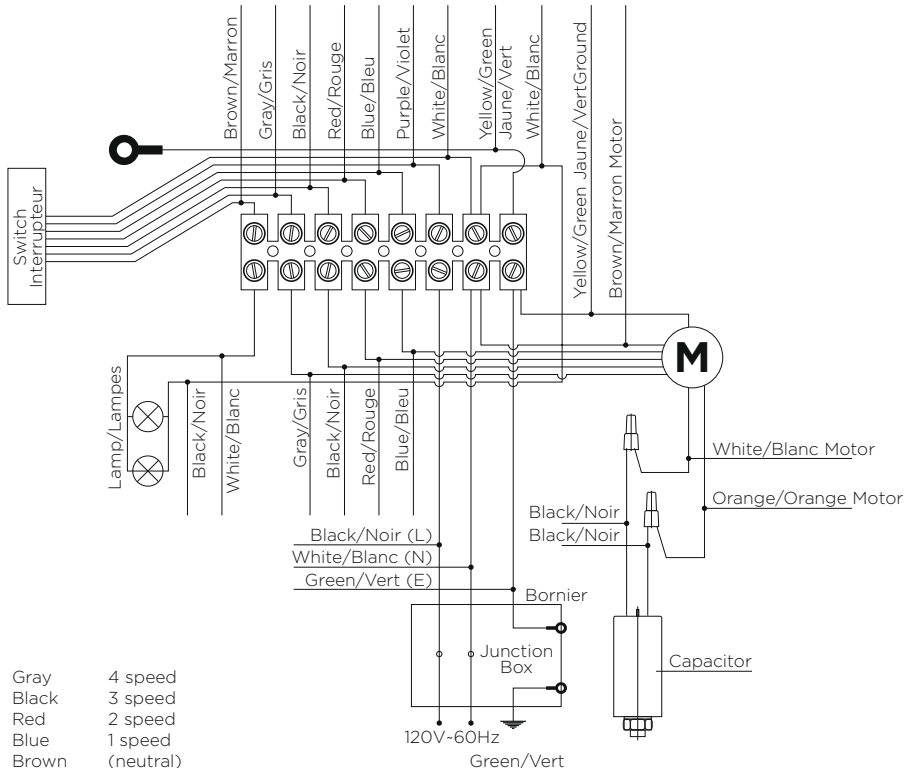 Brown/Marron
Gray/Gris
Black/Noir
Red/Rouge
Blue/Bleu
Purple/Violet
White/Blanc
Yellow/Green
Jaune/Vert
White/Blanc
Yellow/Green Jaune/VertGround
Brown/Marron Motor
Switch
Interrupteur
M
Lamp/Lampes
Black/Noir
White/Blanc
Gray/Gris
Black/Noir
Red/Rouge
Blue/Bleu
White/Blanc Motor
Orange/Orange Motor
Black/Noir
Black/Noir
Black/Noir (L)
White/Blanc (N)
Green/Vert (E)
Bornier
Junction
Box
Capacitor
120V~60Hz
Green/Vert
Gray 4 speed
Black 3 speed
Red 2 speed
Blue 1 speed
Brown (neutral)